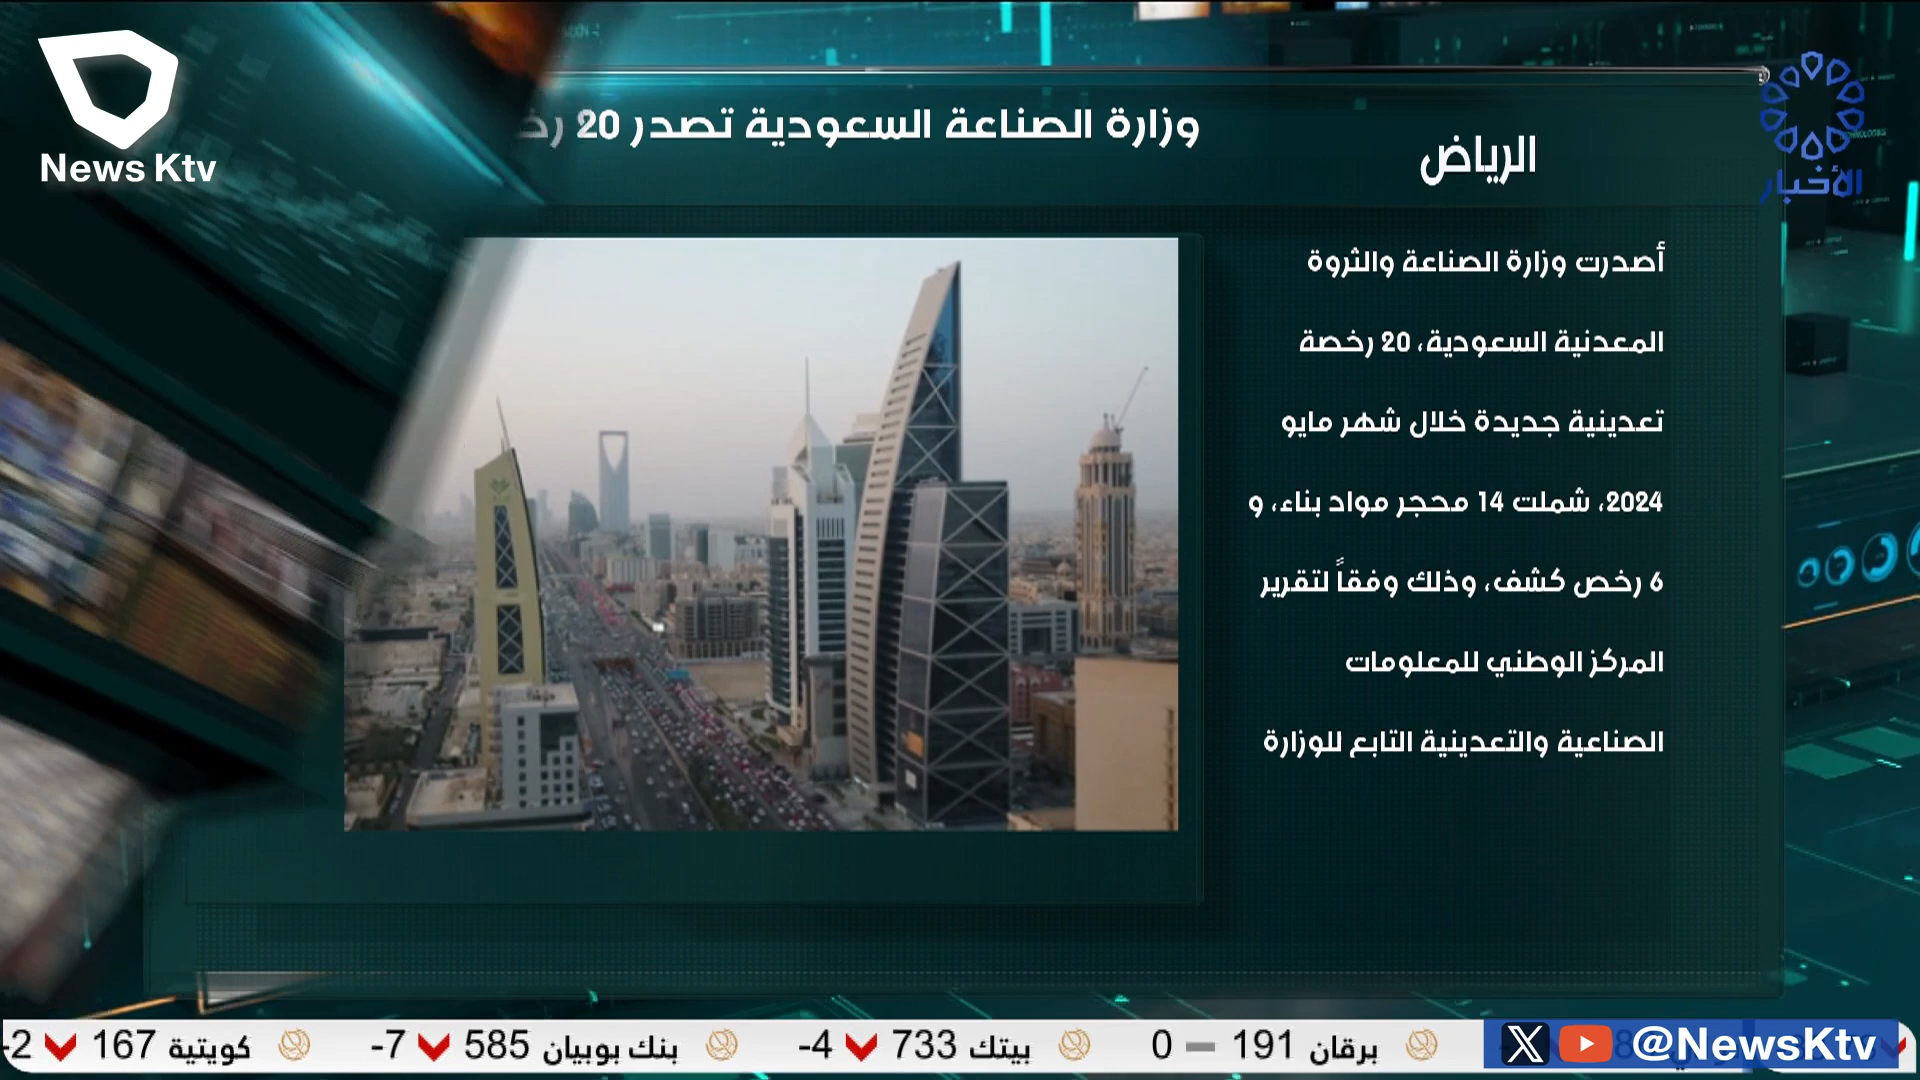 News Ktv
الأخبار
الرياض
وزارة الصناعة السعودية تصدر 20
أصدرت وزارة الصناعة والثروة
المعدنية السعودية، 20 رخصة
تعدينية جديدة خلال شهر مايو
2024، شملت 14 محجر مواد بناء، و
6 رخص كشف، وذلك وفقاً لتقرير
المركز الوطني للمعلومات
الصناعية والتعدينية التابع للوزارة
@NewsKtv برقان 191 0 بيتك 733 -4 بنك بوبيان 585 -7 كويتية 167 -2